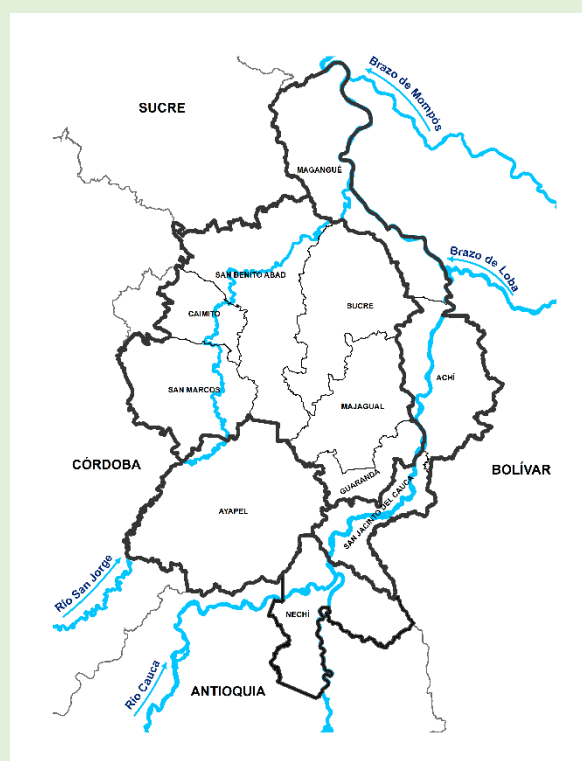 Brazo de Mompós
SUCRE
MAGANGUÉ
Brazo de Loba
SAN BENITO ABAD
SUCRE
CAIMITO
ACHÍ
SAN MARCOS
MAJAGUAL
CÓRDOBA
BOLÍVAR
GUARANDA
AYAPEL
SAN JACINTO DEL CAUCA
Río San Jorge
NECHÍ
Río Cauca
ANTIOQUIA